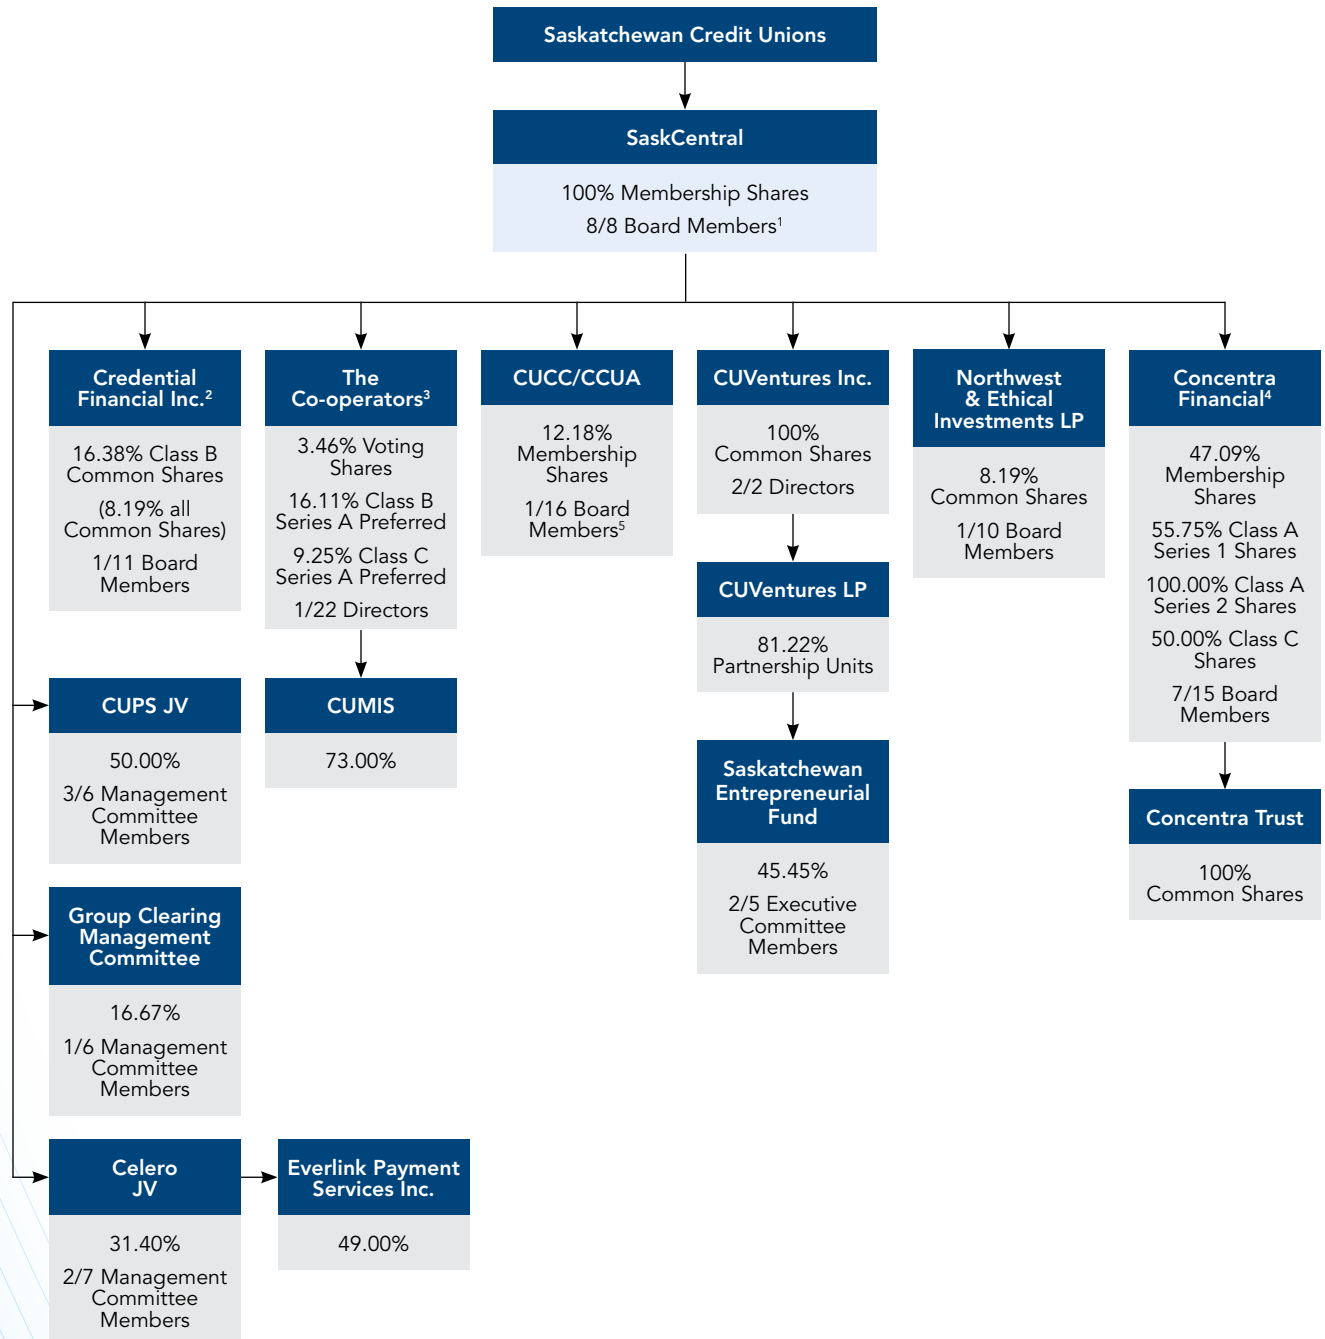 Saskatchewan Credit Unions
SaskCentral
100% Membership Shares
8/8 Board Members1
Credential
Financial Inc.2
16.38% Class B
Common Shares
(8.19% all
Common Shares)
1/11 Board
Members
The
Co-operators3
3.46% Voting
Shares
16.11% Class B
Series A Preferred
9.25% Class C
Series A Preferred
1/22 Directors
CUCC/CCUA
12.18%
Membership
Shares
1/16 Board
Members5
CUVentures Inc.
100%
Common Shares
2/2 Directors
Northwest
& Ethical
Investments LP
8.19%
Common Shares
1/10 Board
Members
Concentra
Financial4
47.09%
Membership
Shares
55.75% Class A
Series 1 Shares
100.00% Class A
Series 2 Shares
50.00% Class C
Shares
7/15 Board
Members
CUVentures LP
81.22%
Partnership Units
CUPS JV
50.00%
3/6 Management
Committee
Members
CUMIS
73.00%
Saskatchewan
Entrepreneurial
Fund
45.45%
2/5 Executive
Committee
Members
Concentra Trust
100%
Common Shares
Group Clearing
Management
Committee
16.67%
1/6 Management
Committee
Members
Celero
JV
31.40%
2/7 Management
Committee
Members
Everlink Payment
Services Inc.
49.00%